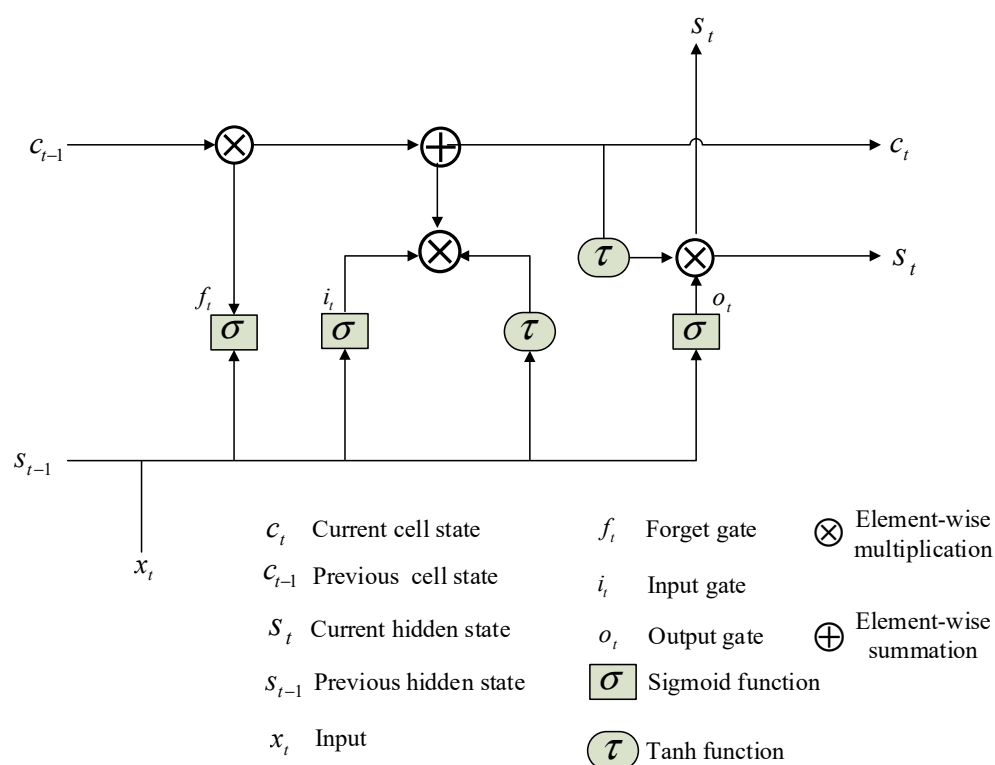 s_t
c_{t-1}
c_t
τ
s_t
f_t
i_t
o_t
σ
σ
τ
σ
s_{t-1}
x_t
c_t Current cell state
c_{t-1} Previous cell state
s_t Current hidden state
s_{t-1} Previous hidden state
x_t Input
f_t Forget gate
i_t Input gate
o_t Output gate
σ Sigmoid function
τ Tanh function
Element-wise
multiplication
Element-wise
summation